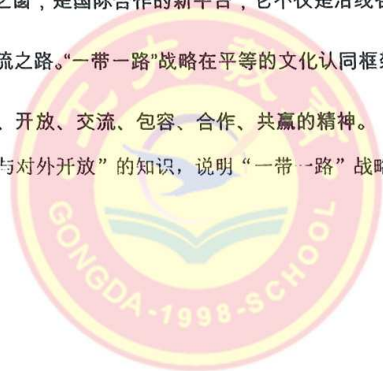 之窗，是国际合作的新平台，它不仅是沿线各
流之路。“一带一路”战略在平等的文化认同框架
、开放、交流、包容、合作、共赢的精神。
与对外开放”的知识，说明“一带一路”战略
GONGDA-1998-SCHOOL